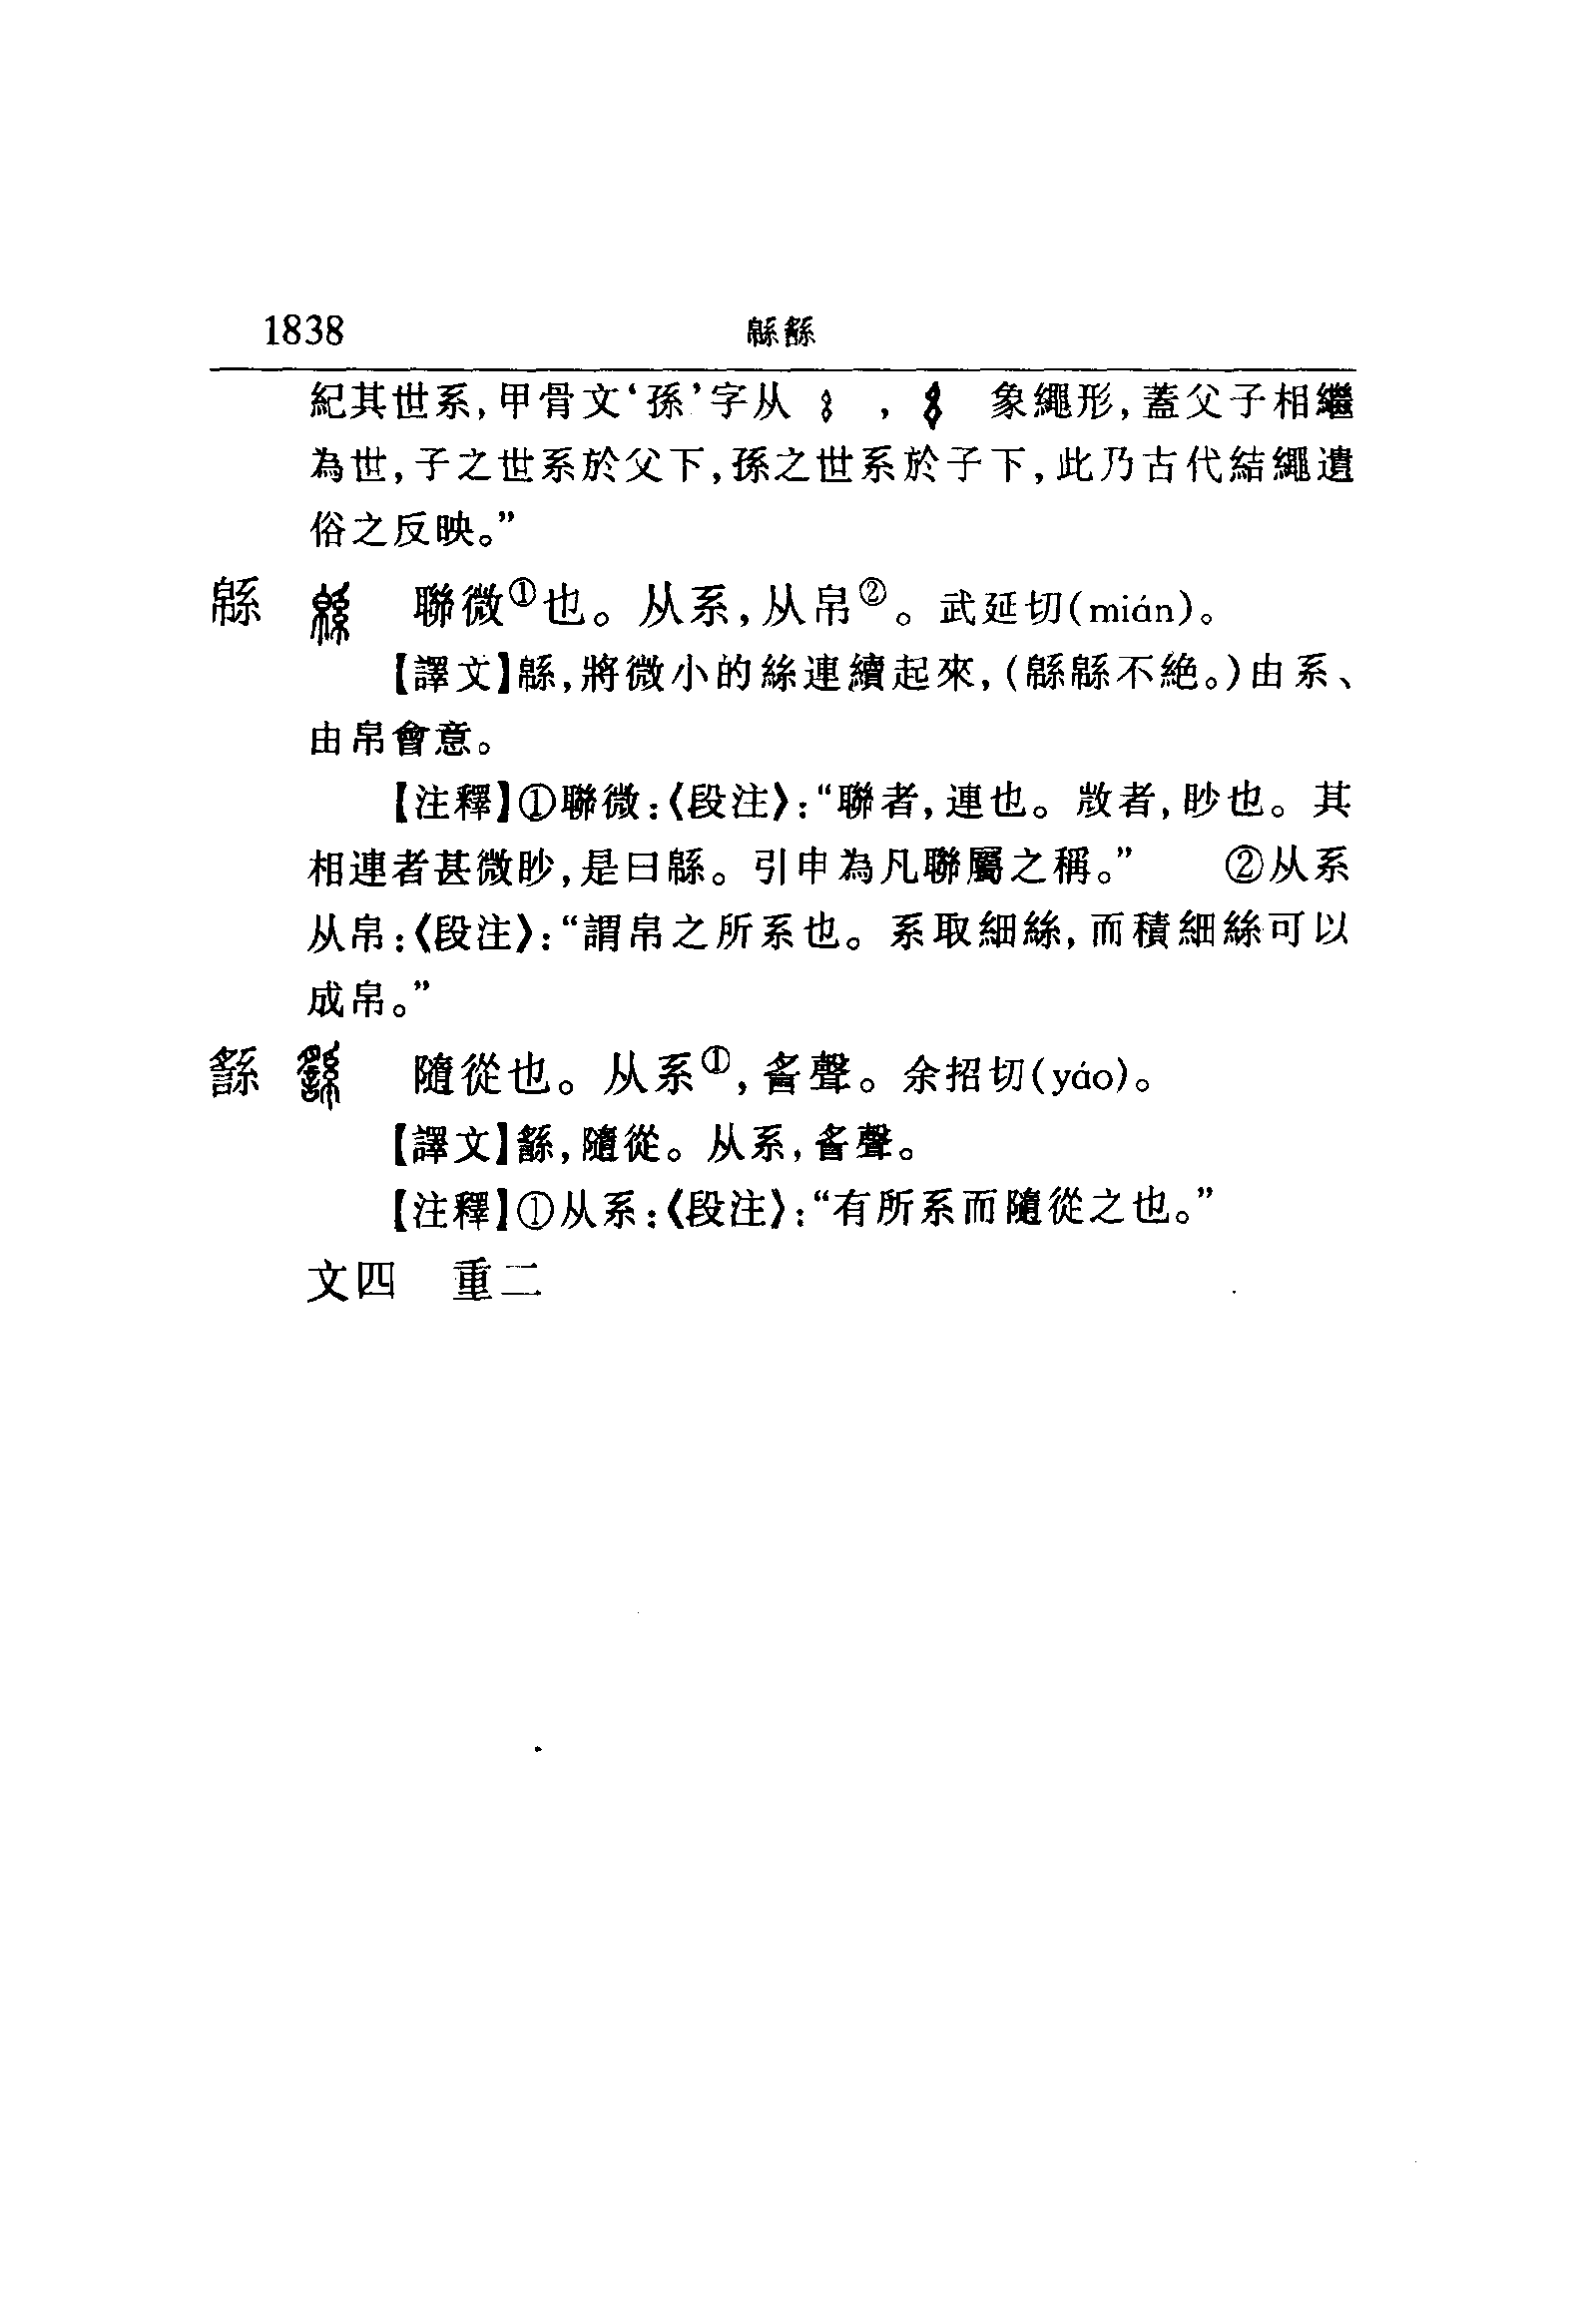 1838 緜繇
紀其世系,甲骨文‘孫’字从 , 象繩形,蓋父子相繼
為世,子之世系於父下,孫之世系於子下,此乃古代結繩遺
俗之反映。”
緜 聯微①也。从系,从帛②。武延切(mián)。
【譯文】緜,將微小的絲連續起來,(緜緜不絶。)由系、
由帛會意。
【注釋】①聯微:《段注》:“聯者,連也。㪔者,眇也。其
相連者甚微眇,是曰緜。引申為凡聯屬之稱。” ②从系
从帛:《段注》:“謂帛之所系也。系取細絲,而積細絲可以
成帛。”
繇 隨從也。从系①,䚻聲。余招切(yáo)。
【譯文】繇,隨從。从系,䚻聲。
【注釋】①从系:《段注》:“有所系而隨從之也。”
文四 重二